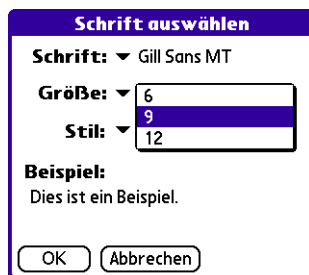 Schrift auswählen
Schrift: Gill Sans MT
Größe: 6
9
Stil: 12
Beispiel:
Dies ist ein Beispiel.
OK Abbrechen